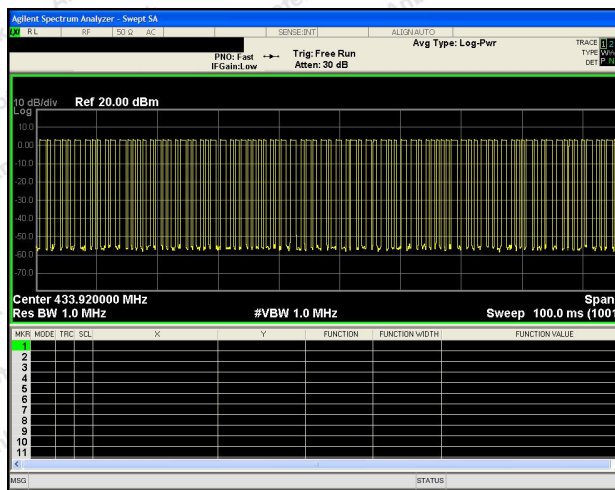 Agilent Spectrum Analyzer - Swept SA
LXI RL RF 50 Ω AC SENSE:INT ALIGN AUTO
Avg Type: Log-Pwr
TRACE 1 2
TYPE
DET P N
PNO: Fast Trig: Free Run
IFGain:Low Atten: 30 dB
10 dB/div Ref 20.00 dBm
Log
10.0
0.00
-10.0
-20.0
-30.0
-40.0
-50.0
-60.0
-70.0
Center 433.920000 MHz Span
Res BW 1.0 MHz #VBW 1.0 MHz Sweep 100.0 ms (1001
MKR MODE TRC SCL X Y FUNCTION FUNCTION WIDTH FUNCTION VALUE
1
2
3
4
5
6
7
8
9
10
11
MSG STATUS